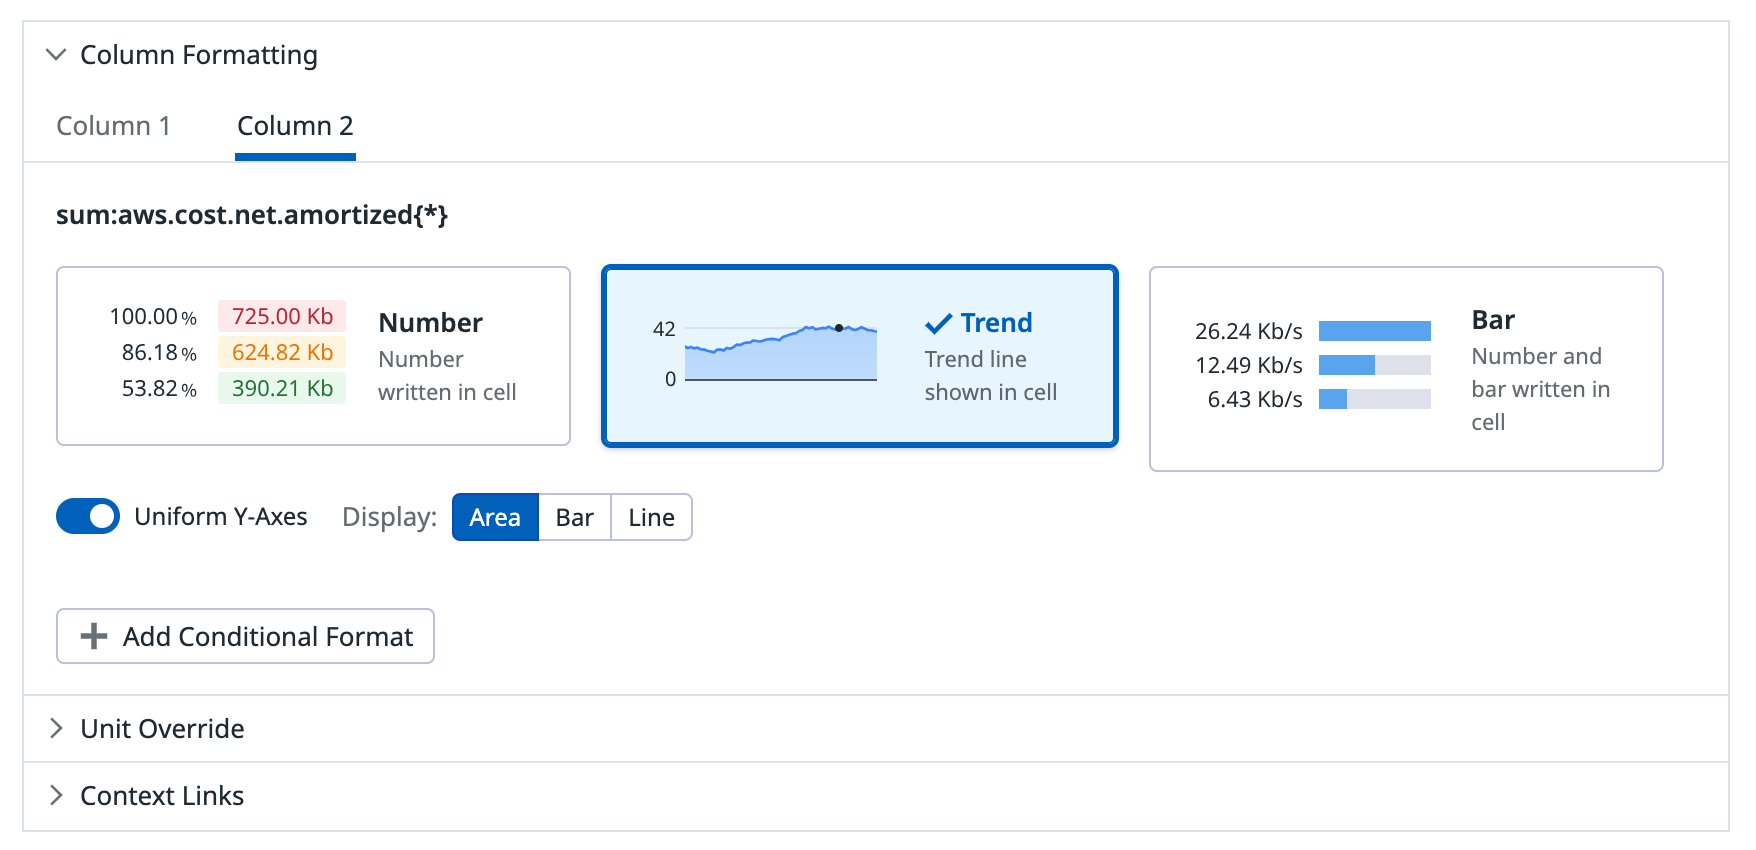 Column Formatting
Column 1
Column 2
sum:aws.cost.net.amortized{*}
100.00% 725.00 Kb
86.18% 624.82 Kb
53.82% 390.21 Kb
Number
Number
written in cell
42
0
Trend
Trend line
shown in cell
26.24 Kb/s
12.49 Kb/s
6.43 Kb/s
Bar
Number and
bar written in
cell
Uniform Y-Axes
Display:
Area
Bar
Line
Add Conditional Format
Unit Override
Context Links